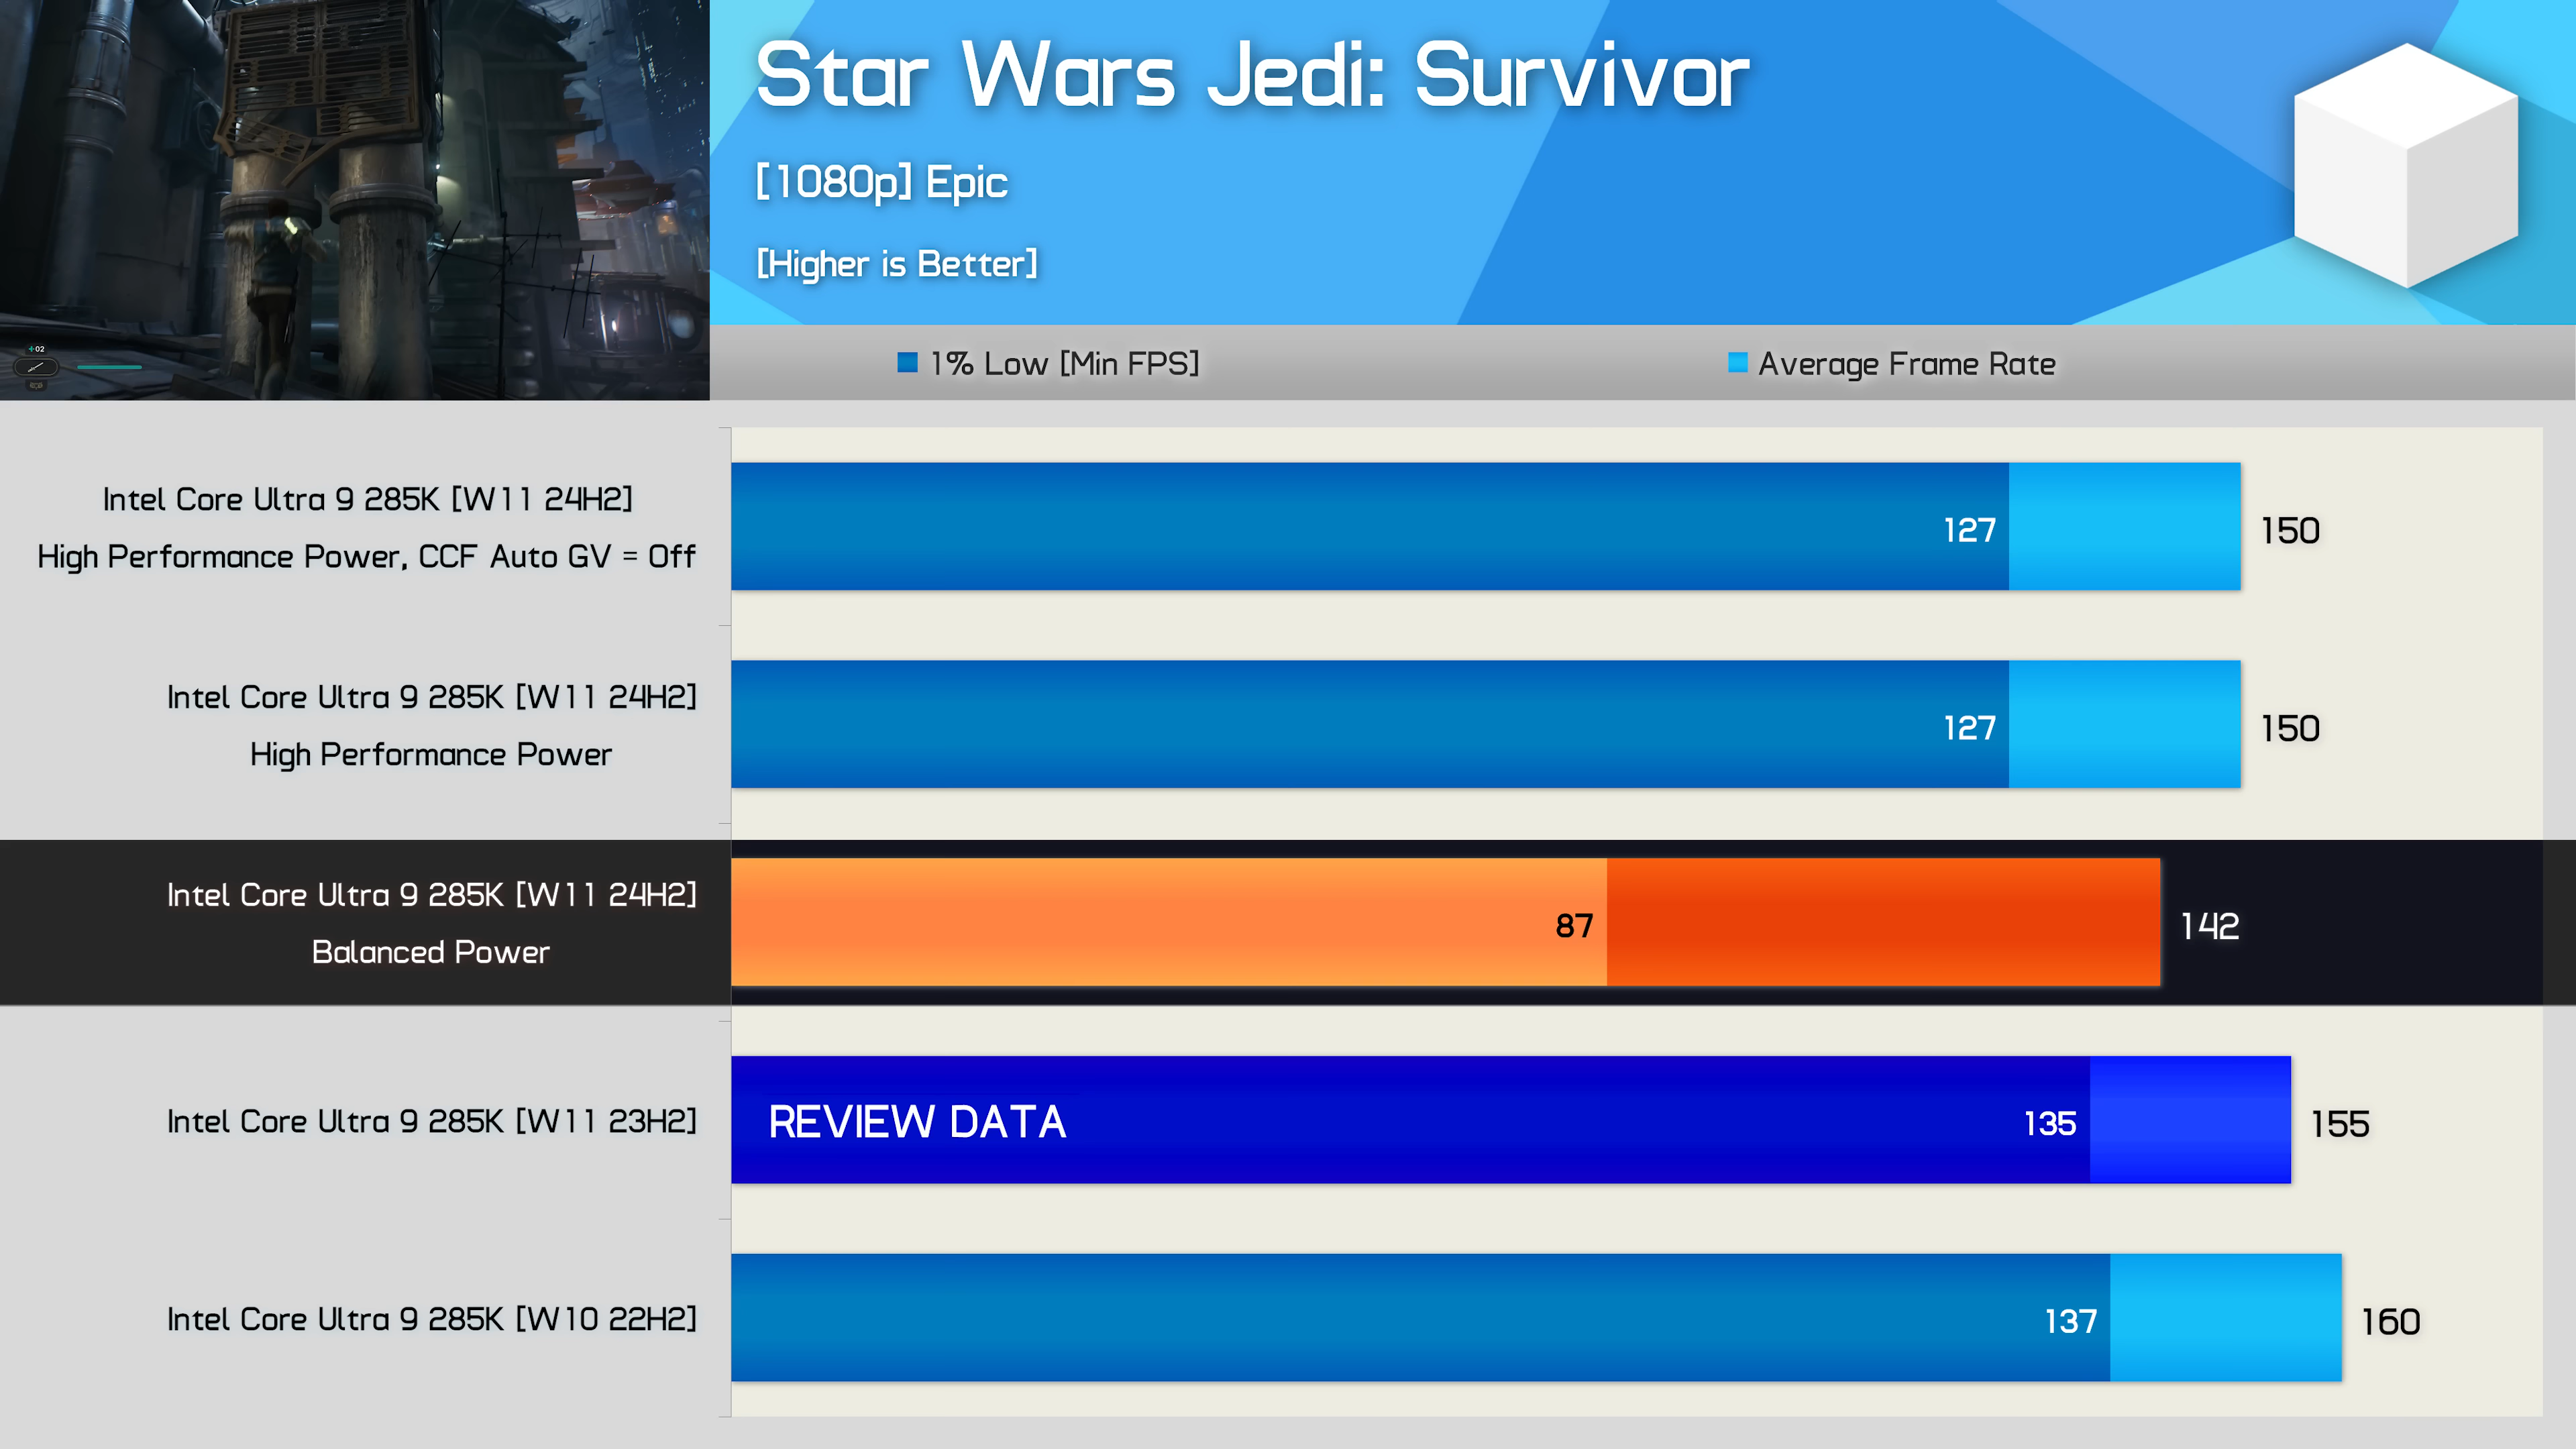 Star Wars Jedi: Survivor
[1080p] Epic
[Higher is Better]
+02
1% Low [Min FPS]
Average Frame Rate
Intel Core Ultra 9 285K [W11 24H2]
High Performance Power, CCF Auto GV = Off
127
150
Intel Core Ultra 9 285K [W11 24H2]
High Performance Power
127
150
Intel Core Ultra 9 285K [W11 24H2]
Balanced Power
87
142
Intel Core Ultra 9 285K [W11 23H2]
REVIEW DATA
135
155
Intel Core Ultra 9 285K [W10 22H2]
137
160